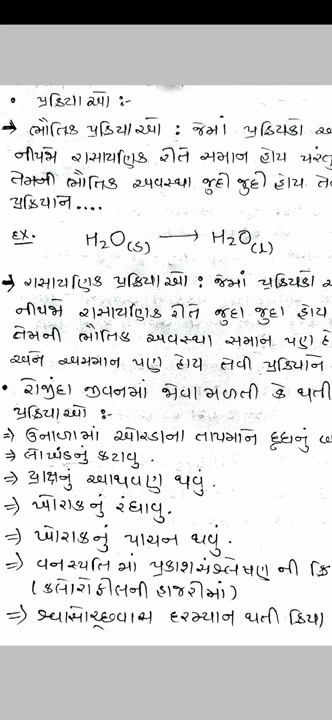 • પ્રક્રિયાઓ :-
→ ભૌતિક પ્રક્રિયાઓ : જેમાં પ્રક્રિયકો અ
નીપજો રાસાયણિક રીતે સમાન હોય પરંતુ
તેમની ભૌતિક અવસ્થા જુદી જુદી હોય તે
પ્રક્રિયાને ....
Ex. H₂O(s) ⟶ H₂O(l)
→ રાસાયણિક પ્રક્રિયાઓ : જેમાં પ્રક્રિયકો અ
નીપજો રાસાયણિક રીતે જુદા જુદા હોય
તેમની ભૌતિક અવસ્થા સમાન પણ હ
અને અસમાન પણ હોય તેવી પ્રક્રિયાને
• રોજીંદા જીવનમાં જોવા મળતી કે થતી
પ્રક્રિયાઓ :-
⇒ ઉનાળામાં ઓરડાના તાપમાને દૂધનું
⇒ લોખંડનું કટાવુ.
⇒ દ્રાક્ષનું આથવણ થવું.
⇒ ખોરાકનું રંધાવુ.
⇒ ખોરાકનું પાચન થવું.
⇒ વનસ્પતિમાં પ્રકાશસંશ્લેષણ ની ક્રિ
(ક્લોરોફીલની હાજરીમાં)
⇒ શ્વાસોચ્છવાસ દરમ્યાન થતી ક્રિયા